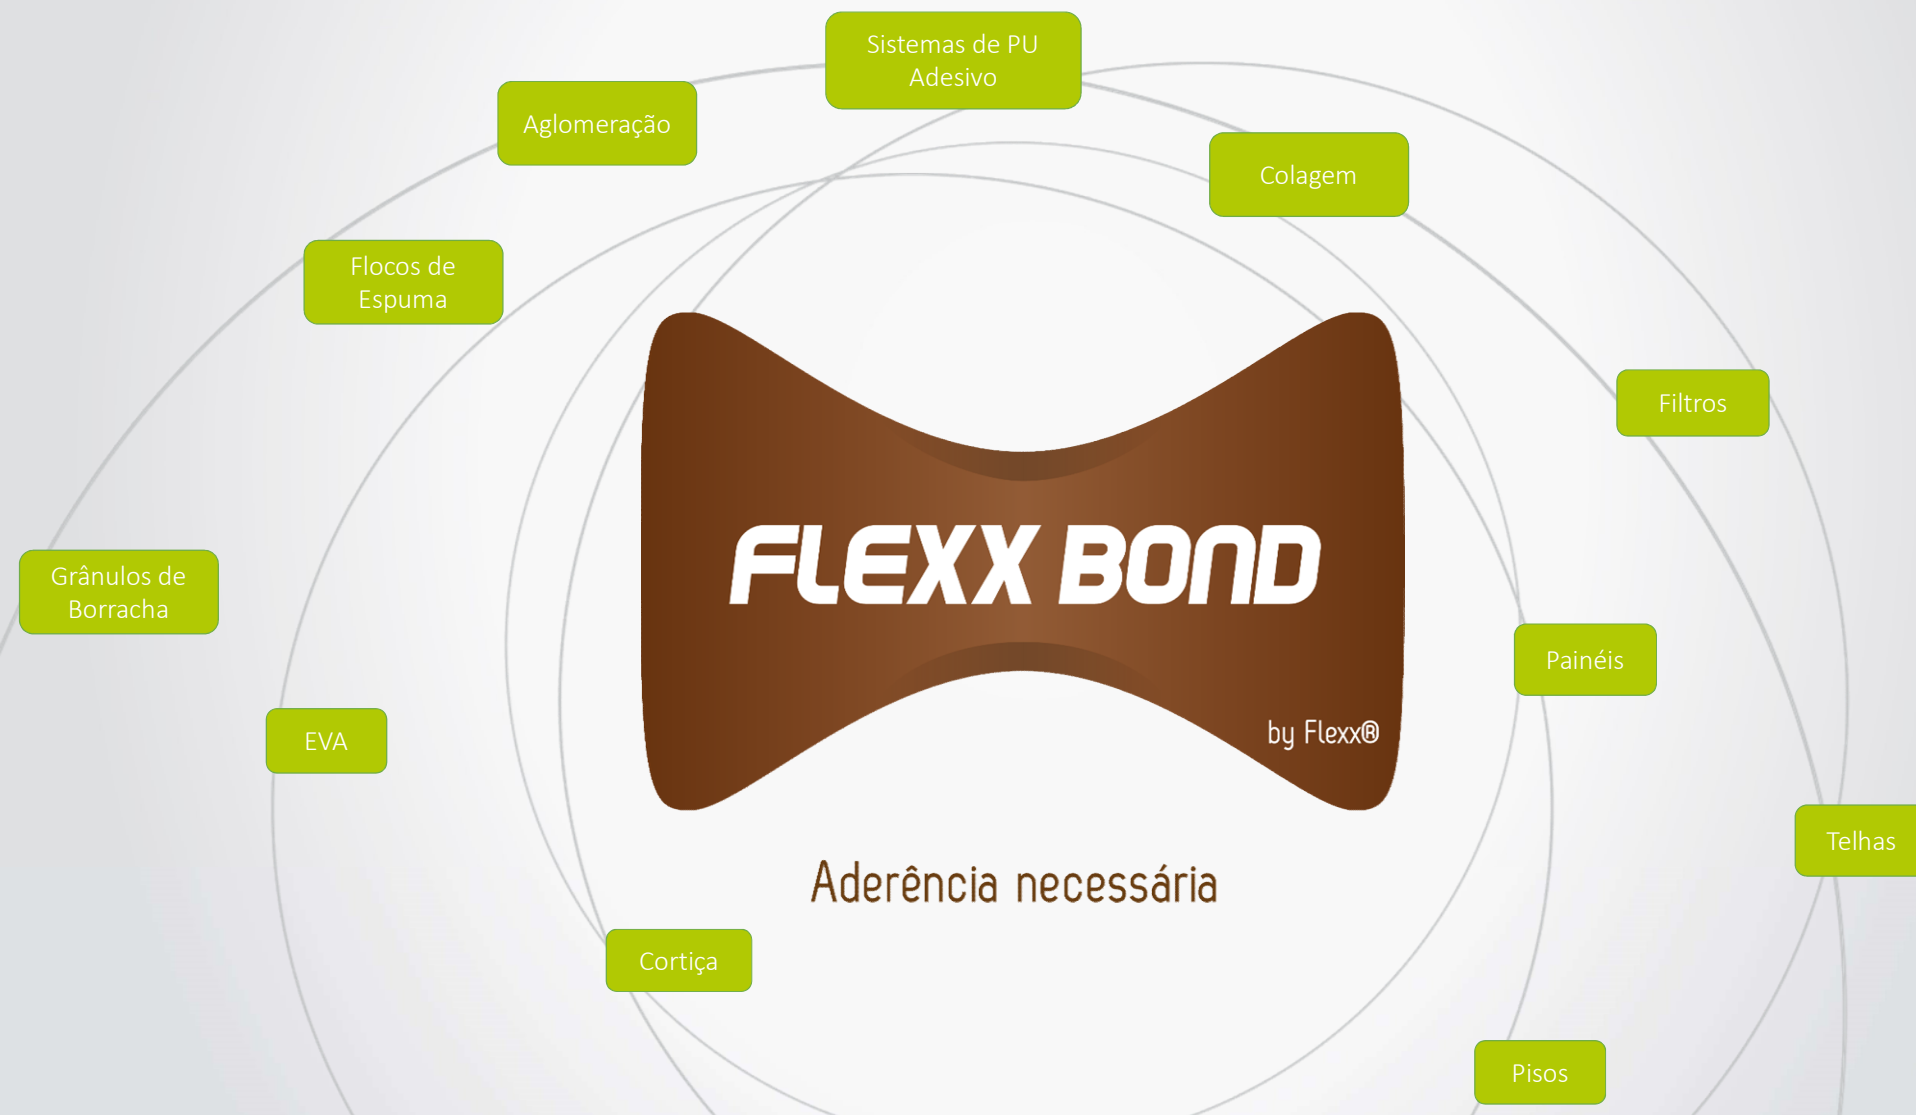 Sistemas de PU
Adesivo
Aglomeração
Colagem
Flocos de
Espuma
Filtros
FLEXX BOND
Grânulos de
Borracha
Painéis
by Flexx®
EVA
Telhas
Aderência necessária
Cortiça
Pisos